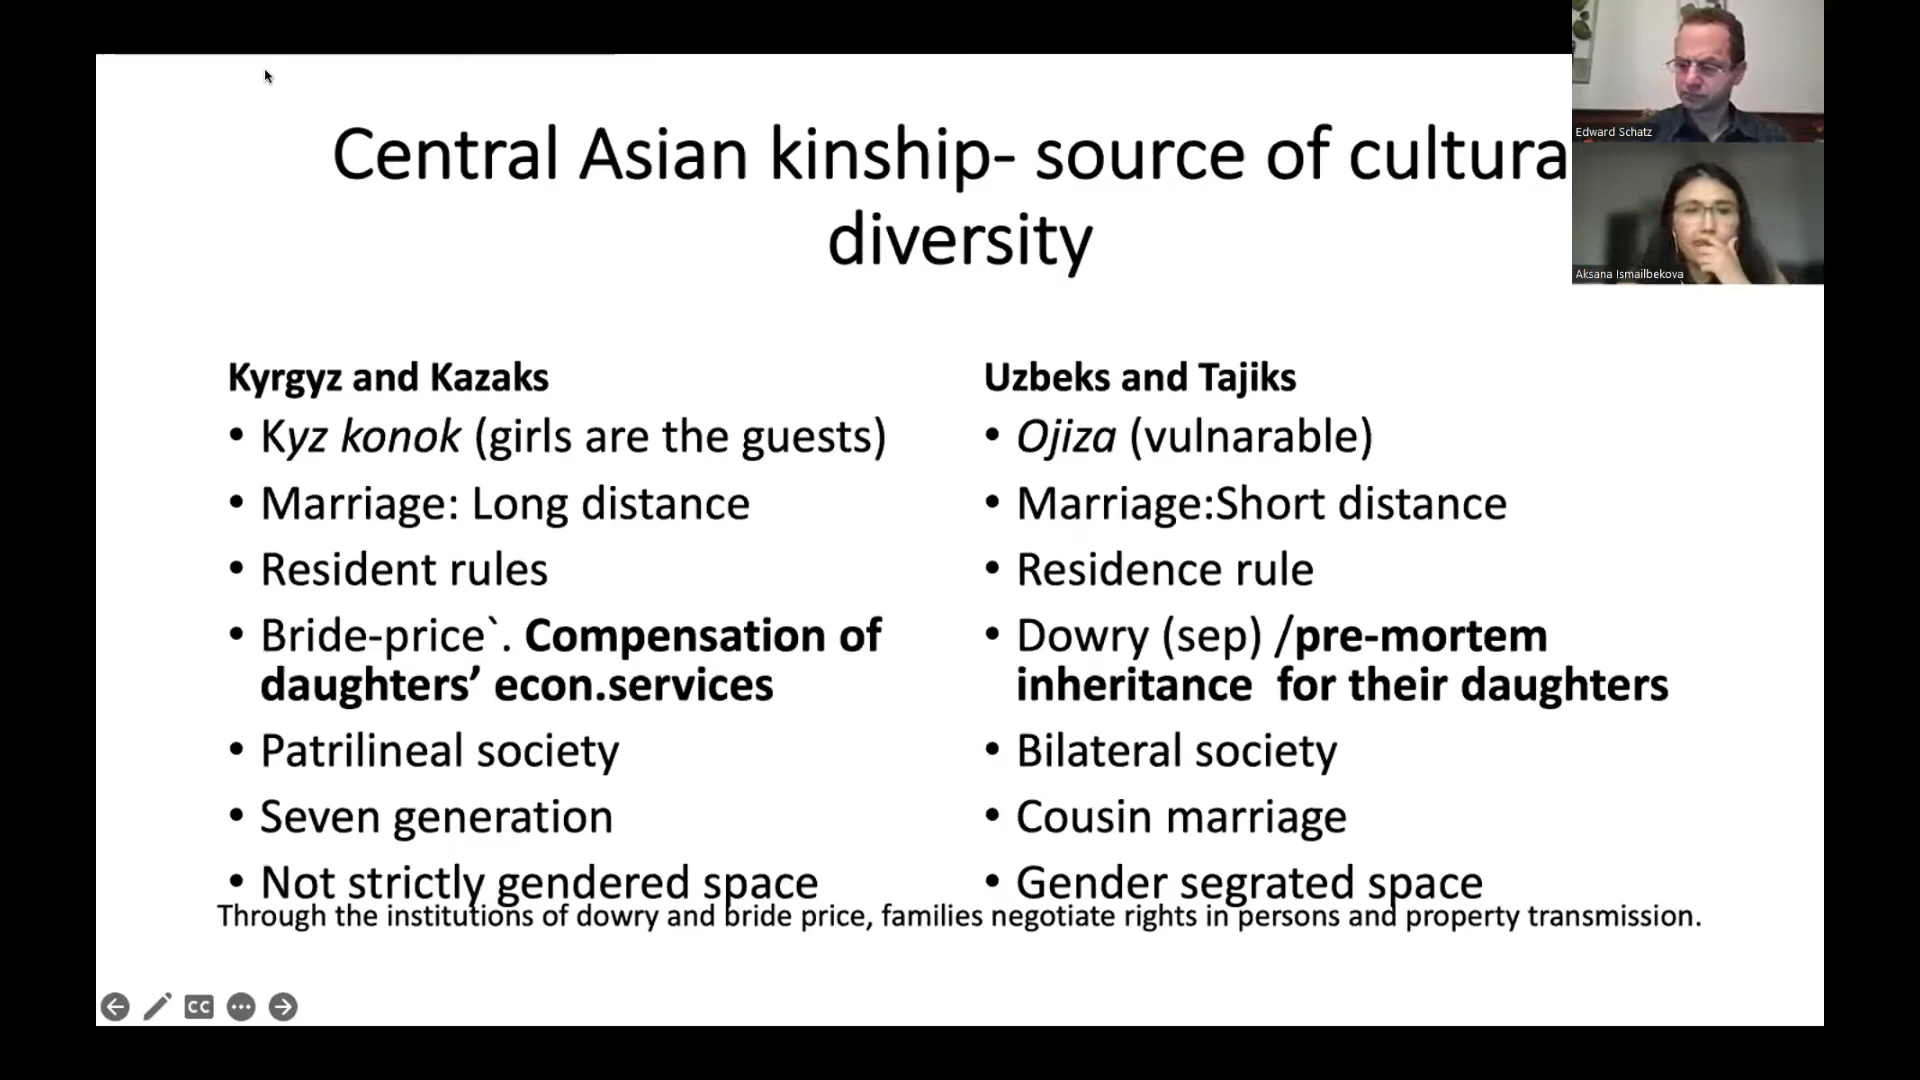 Central Asian kinship- source of cultura
diversity
Edward Schatz
Aksana Ismailbekova
Kyrgyz and Kazaks
• Kyz konok (girls are the guests)
• Marriage: Long distance
• Resident rules
• Bride-price`. Compensation of
daughters’ econ.services
• Patrilineal society
• Seven generation
• Not strictly gendered space
Uzbeks and Tajiks
• Ojiza (vulnarable)
• Marriage:Short distance
• Residence rule
• Dowry (sep) /pre-mortem
inheritance  for their daughters
• Bilateral society
• Cousin marriage
• Gender segrated space
Through the institutions of dowry and bride price, families negotiate rights in persons and property transmission.
CC